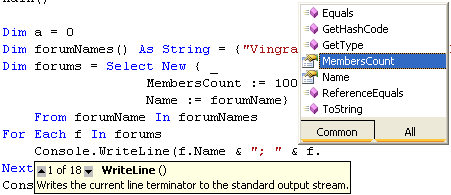 Dim a = 0
Dim forumNames() As String = {"Vingra
Dim forums = Select New { _
MembersCount := 100
Name := forumName}
From forumName In forumNames
For Each f In forums
Console.WriteLine(f.Name & "; " & f.
Next
Cons
Equals
GetHashCode
GetType
MembersCount
Name
ReferenceEquals
ToString
Common
All
1 of 18 WriteLine ()
Writes the current line terminator to the standard output stream.